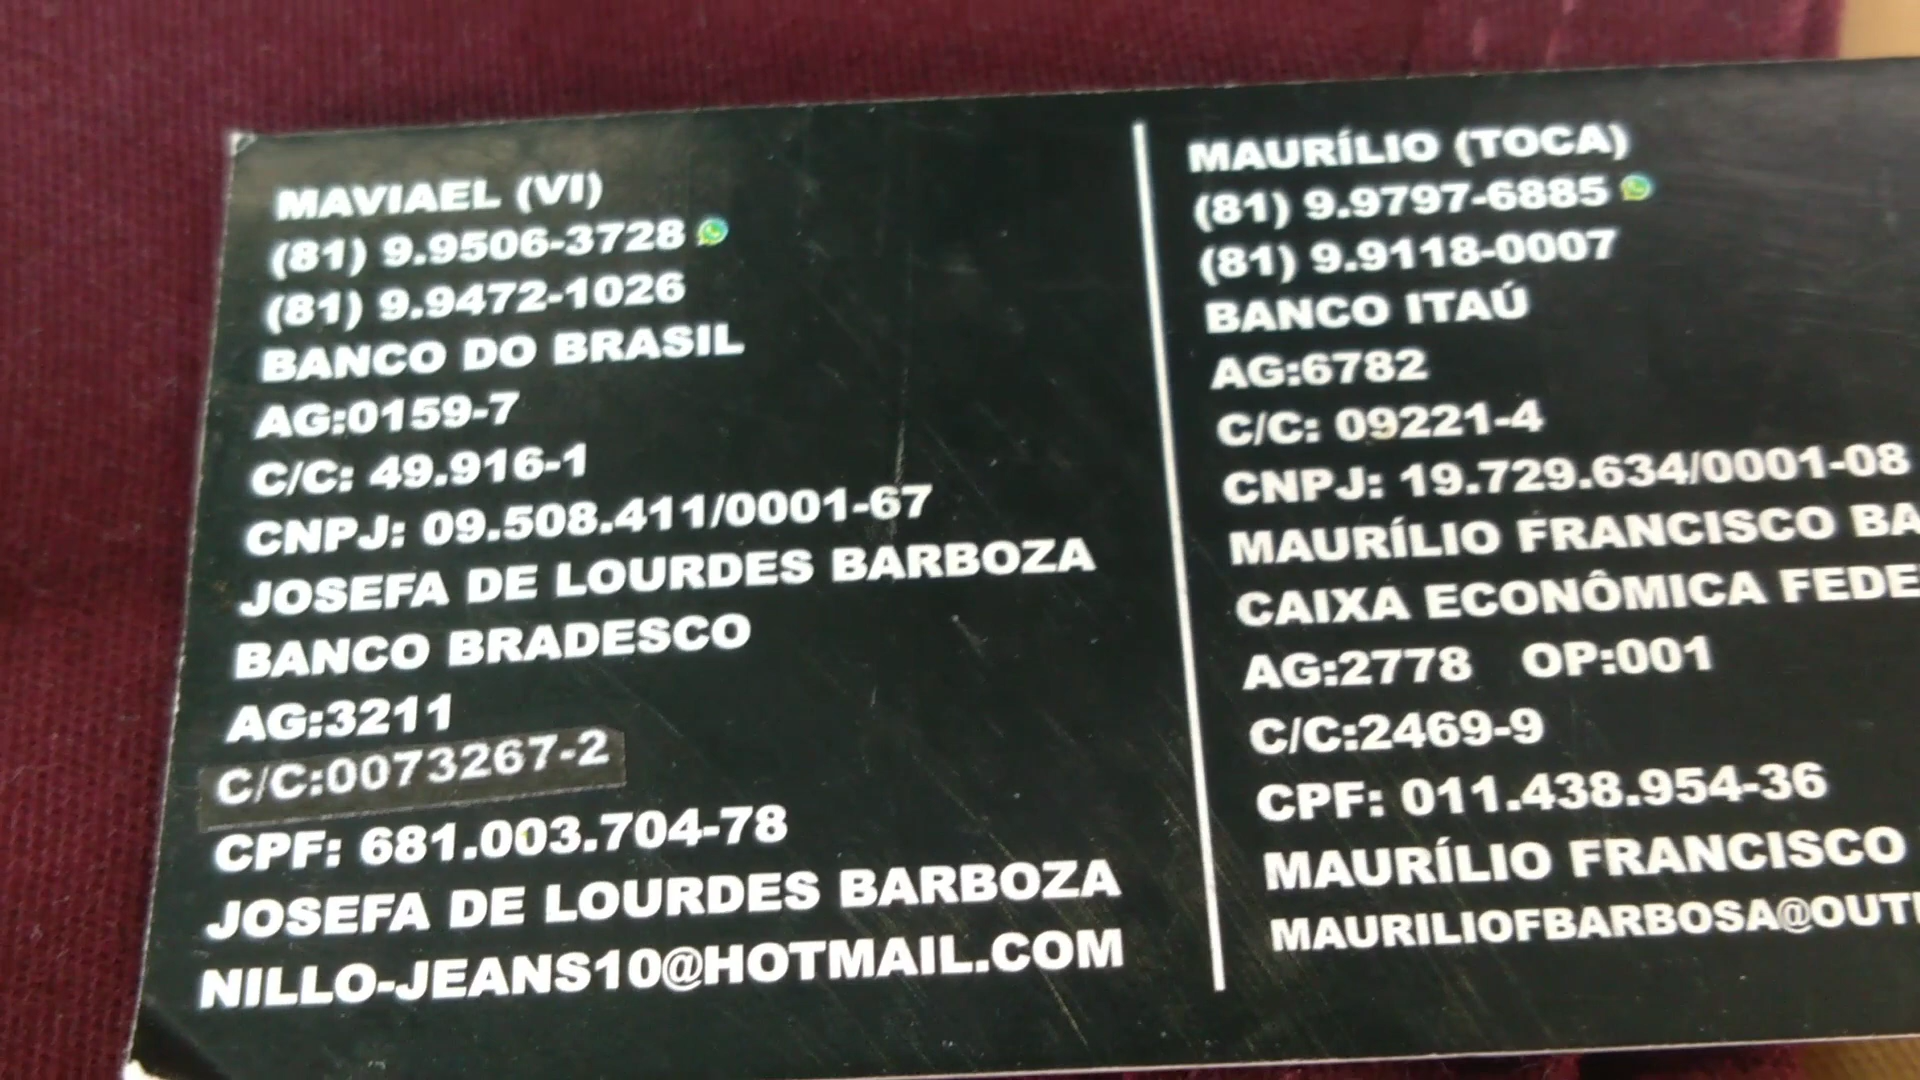 MAVIAEL (VI)
(81) 9.9506-3728
(81) 9.9472-1026
BANCO DO BRASIL
AG:0159-7
C/C: 49.916-1
CNPJ: 09.508.411/0001-67
JOSEFA DE LOURDES BARBOZA
BANCO BRADESCO
AG:3211
C/C:0073267-2
CPF: 681.003.704-78
JOSEFA DE LOURDES BARBOZA
NILLO-JEANS10@HOTMAIL.COM
MAURÍLIO (TOCA)
(81) 9.9797-6885
(81) 9.9118-0007
BANCO ITAÚ
AG:6782
C/C: 09221-4
CNPJ: 19.729.634/0001-08
MAURÍLIO FRANCISCO BA
CAIXA ECONÔMICA FEDE
AG:2778 OP:001
C/C:2469-9
CPF: 011.438.954-36
MAURÍLIO FRANCISCO
MAURILIOFBARBOSA@OUT